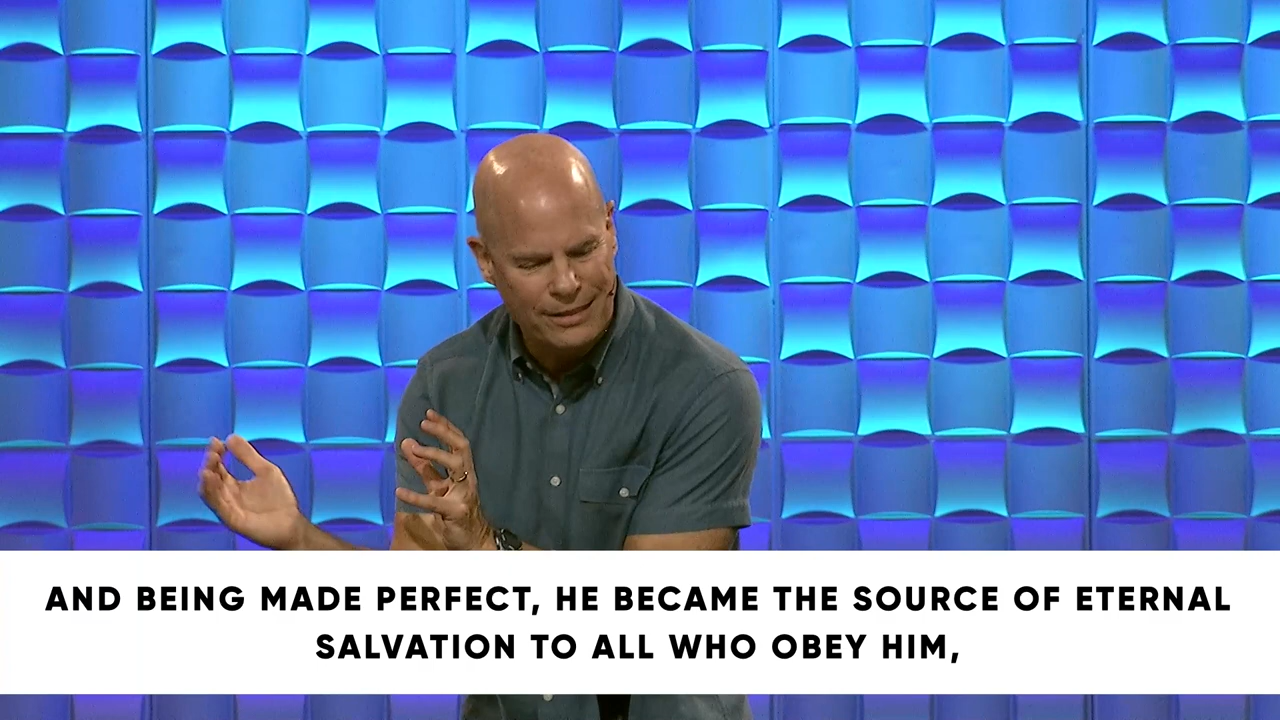 AND BEING MADE PERFECT, HE BECAME THE SOURCE OF ETERNAL
SALVATION TO ALL WHO OBEY HIM,